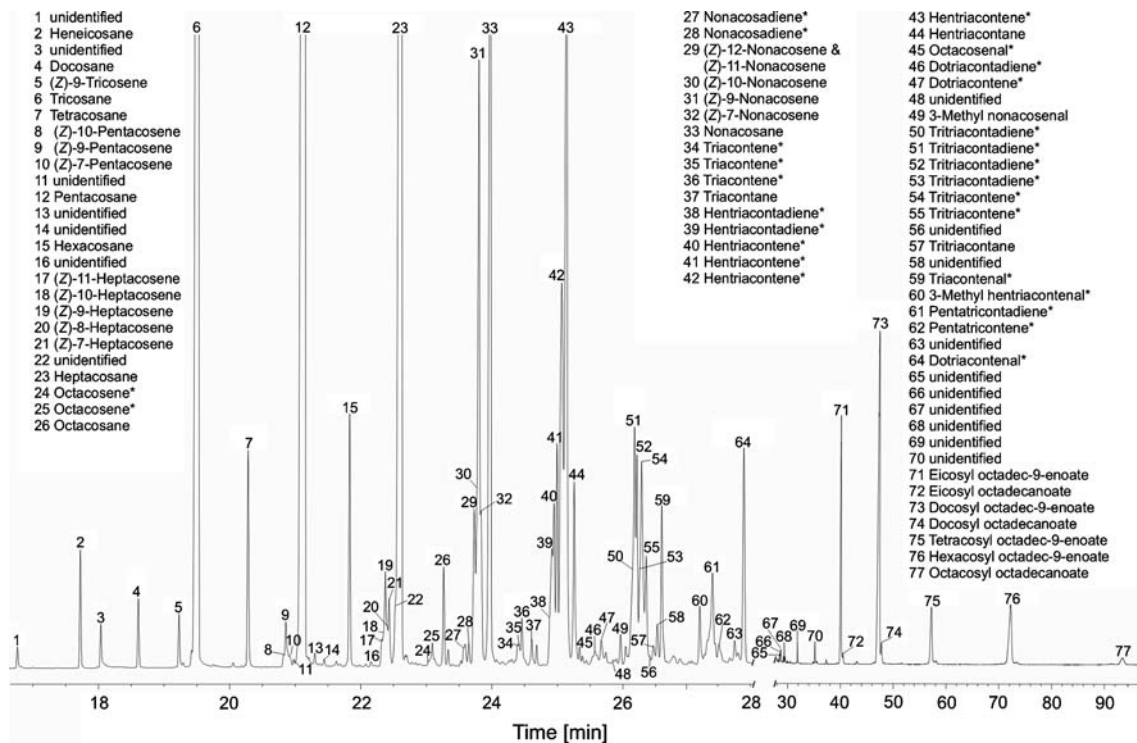 1 unidentified
2 Heneicosane
3 unidentified
4 Docosane
5 (Z)-9-Tricosene
6 Tricosane
7 Tetracosane
8 (Z)-10-Pentacosene
9 (Z)-9-Pentacosene
10 (Z)-7-Pentacosene
11 unidentified
12 Pentacosane
13 unidentified
14 unidentified
15 Hexacosane
16 unidentified
17 (Z)-11-Heptacosene
18 (Z)-10-Heptacosene
19 (Z)-9-Heptacosene
20 (Z)-8-Heptacosene
21 (Z)-7-Heptacosene
22 unidentified
23 Heptacosane
24 Octacosene*
25 Octacosene*
26 Octacosane
27 Nonacosadiene*
28 Nonacosadiene*
29 (Z)-12-Nonacosene &
(Z)-11-Nonacosene
30 (Z)-10-Nonacosene
31 (Z)-9-Nonacosene
32 (Z)-7-Nonacosene
33 Nonacosane
34 Triacontene*
35 Triacontene*
36 Triacontene*
37 Triacontane
38 Hentriacontadiene*
39 Hentriacontadiene*
40 Hentriacontene*
41 Hentriacontene*
42 Hentriacontene*
43 Hentriacontene*
44 Hentriacontane
45 Octacosenal*
46 Dotriacontadiene*
47 Dotriacontene*
48 unidentified
49 3-Methyl nonacosenal
50 Tritriacontadiene*
51 Tritriacontadiene*
52 Tritriacontadiene*
53 Tritriacontadiene*
54 Tritriacontene*
55 Tritriacontene*
56 unidentified
57 Tritriacontane
58 unidentified
59 Triacontenal*
60 3-Methyl hentriacontenal*
61 Pentatricontadiene*
62 Pentatricontene*
63 unidentified
64 Dotriacontenal*
65 unidentified
66 unidentified
67 unidentified
68 unidentified
69 unidentified
70 unidentified
71 Eicosyl octadec-9-enoate
72 Eicosyl octadecanoate
73 Docosyl octadec-9-enoate
74 Docosyl octadecanoate
75 Tetracosyl octadec-9-enoate
76 Hexacosyl octadec-9-enoate
77 Octacosyl octadecanoate
1
2
3
4
5
6
7
8
9
10
11
12
13
14
15
16
17
18
19
20
21
22
23
24
25
26
27
28
29
30
31
32
33
34
35
36
37
38
39
40
41
42
43
44
45
46
47
48
49
50
51
52
53
54
55
56
57
58
59
60
61
62
63
64
65
66
67
68
69
70
71
72
73
74
75
76
77
18 20 22 24 26 28 30 40 50 60 70 80 90
Time [min]